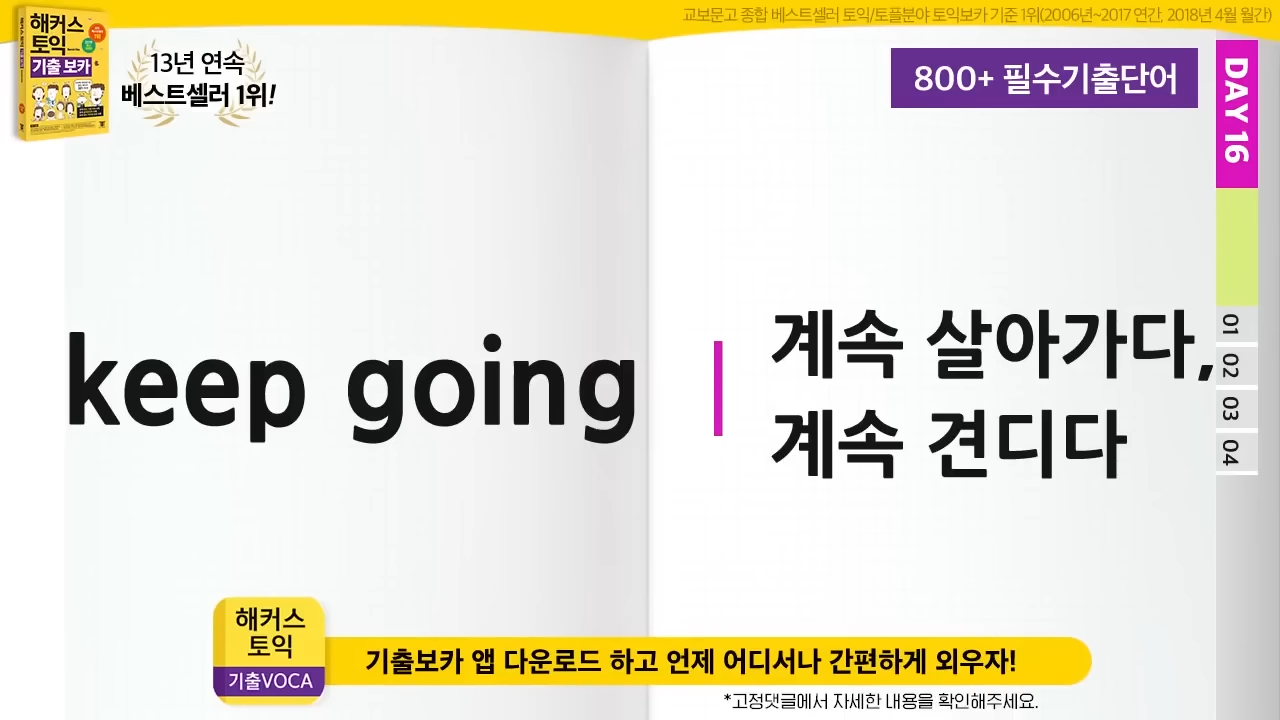 교보문고 종합 베스트셀러 토익/토플분야 토익보카 기준 1위(2006년~2017 연간, 2018년 4월 월간)
해커스
토익
기출 보카
13년 연속
베스트셀러 1위!
800+ 필수기출단어
DAY 16
keep going
계속 살아가다,
계속 견디다
01
02
03
04
해커스
토익
기출VOCA
기출보카 앱 다운로드 하고 언제 어디서나 간편하게 외우자!
*고정댓글에서 자세한 내용을 확인해주세요.